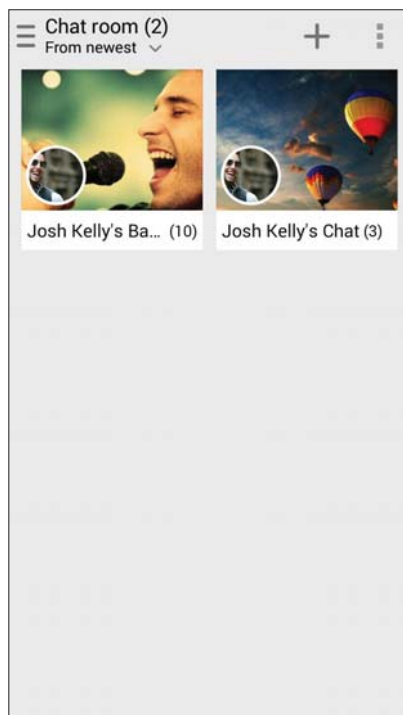 Chat room (2)
From newest
Josh Kelly's Ba... (10)
Josh Kelly's Chat (3)